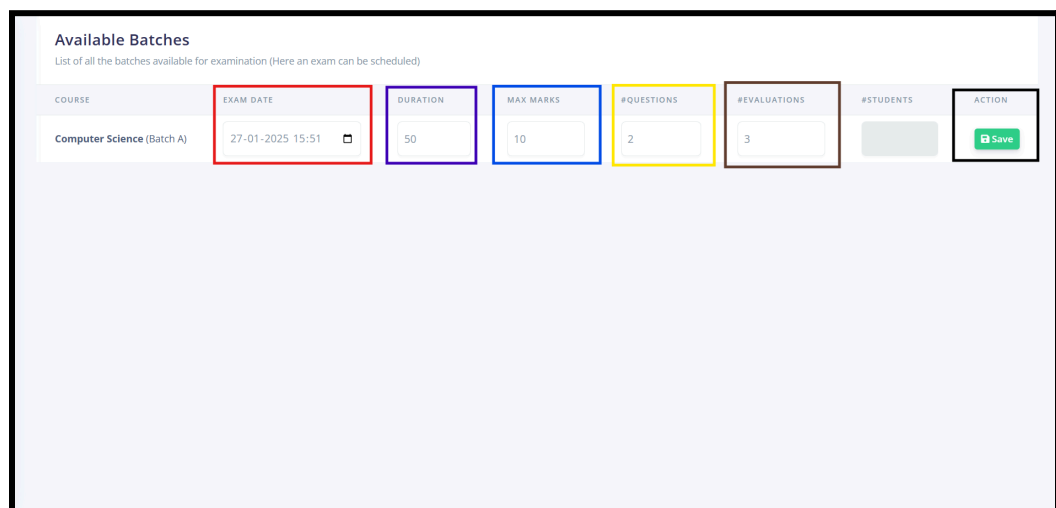 Available Batches
List of all the batches available for examination (Here an exam can be scheduled)
COURSE EXAM DATE DURATION MAX MARKS #QUESTIONS #EVALUATIONS #STUDENTS ACTION
Computer Science (Batch A) 27-01-2025 15:51 50 10 2 3 Save